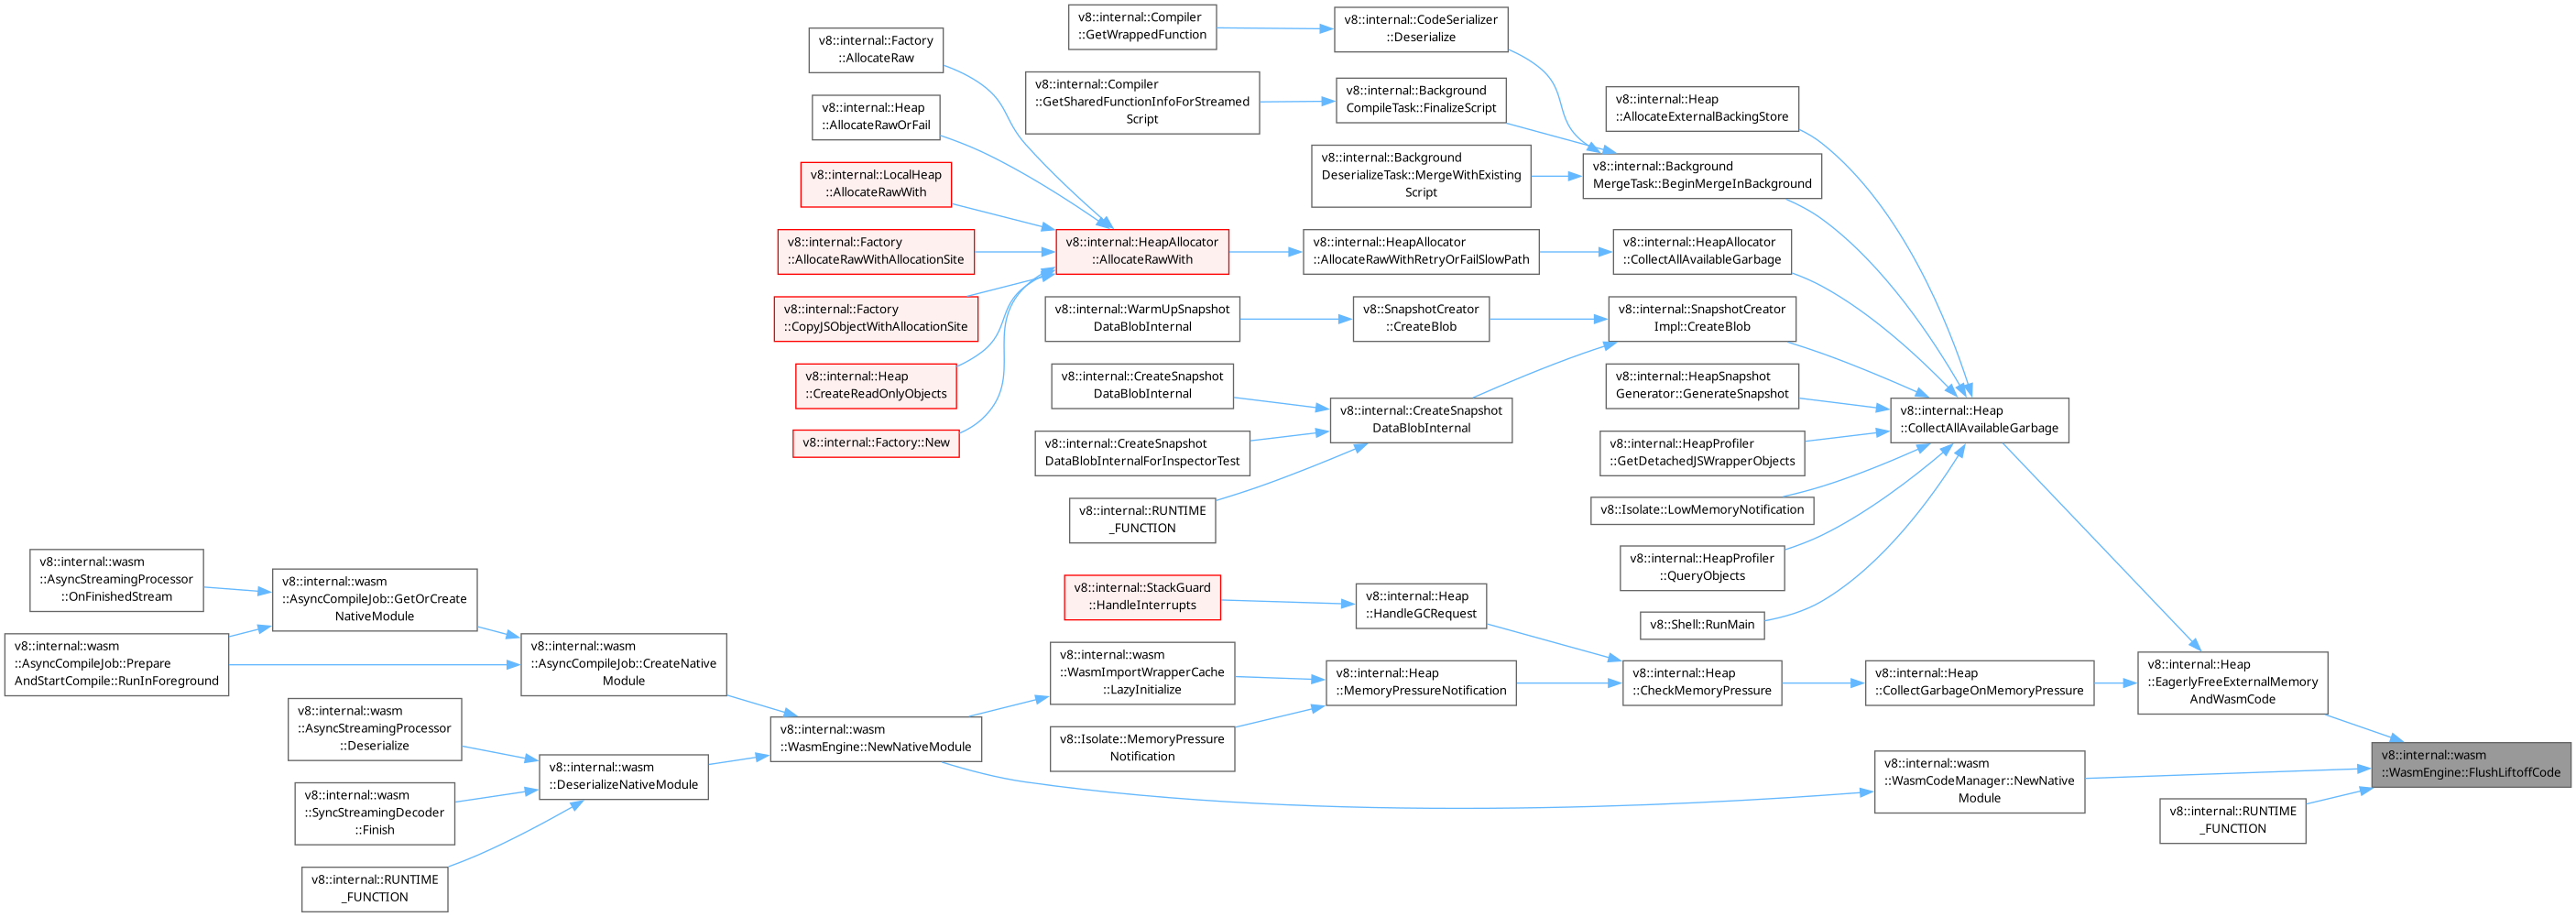 v8::internal::Compiler
::GetWrappedFunction
v8::internal::CodeSerializer
::Deserialize
v8::internal::Factory
::AllocateRaw
v8::internal::Compiler
::GetSharedFunctionInfoForStreamed
Script
v8::internal::Background
CompileTask::FinalizeScript
v8::internal::Heap
::AllocateExternalBackingStore
v8::internal::Heap
::AllocateRawOrFail
v8::internal::Background
DeserializeTask::MergeWithExisting
Script
v8::internal::Background
MergeTask::BeginMergeInBackground
v8::internal::LocalHeap
::AllocateRawWith
v8::internal::Factory
::AllocateRawWithAllocationSite
v8::internal::HeapAllocator
::AllocateRawWith
v8::internal::HeapAllocator
::AllocateRawWithRetryOrFailSlowPath
v8::internal::HeapAllocator
::CollectAllAvailableGarbage
v8::internal::Factory
::CopyJSObjectWithAllocationSite
v8::internal::WarmUpSnapshot
DataBlobInternal
v8::SnapshotCreator
::CreateBlob
v8::internal::SnapshotCreator
Impl::CreateBlob
v8::internal::Heap
::CreateReadOnlyObjects
v8::internal::CreateSnapshot
DataBlobInternal
v8::internal::HeapSnapshot
Generator::GenerateSnapshot
v8::internal::CreateSnapshot
DataBlobInternal
v8::internal::Heap
::CollectAllAvailableGarbage
v8::internal::Factory::New
v8::internal::CreateSnapshot
DataBlobInternalForInspectorTest
v8::internal::HeapProfiler
::GetDetachedJSWrapperObjects
v8::internal::RUNTIME
_FUNCTION
v8::Isolate::LowMemoryNotification
v8::internal::HeapProfiler
::QueryObjects
v8::Shell::RunMain
v8::internal::wasm
::AsyncStreamingProcessor
::OnFinishedStream
v8::internal::wasm
::AsyncCompileJob::GetOrCreate
NativeModule
v8::internal::StackGuard
::HandleInterrupts
v8::internal::Heap
::HandleGCRequest
v8::internal::wasm
::AsyncCompileJob::Prepare
AndStartCompile::RunInForeground
v8::internal::wasm
::AsyncCompileJob::CreateNative
Module
v8::internal::wasm
::WasmImportWrapperCache
::LazyInitialize
v8::internal::Heap
::MemoryPressureNotification
v8::internal::Heap
::CheckMemoryPressure
v8::internal::Heap
::CollectGarbageOnMemoryPressure
v8::internal::Heap
::EagerlyFreeExternalMemory
AndWasmCode
v8::internal::wasm
::AsyncStreamingProcessor
::Deserialize
v8::internal::wasm
::WasmEngine::NewNativeModule
v8::Isolate::MemoryPressure
Notification
v8::internal::wasm
::DeserializeNativeModule
v8::internal::wasm
::WasmCodeManager::NewNative
Module
v8::internal::wasm
::WasmEngine::FlushLiftoffCode
v8::internal::wasm
::SyncStreamingDecoder
::Finish
v8::internal::RUNTIME
_FUNCTION
v8::internal::RUNTIME
_FUNCTION